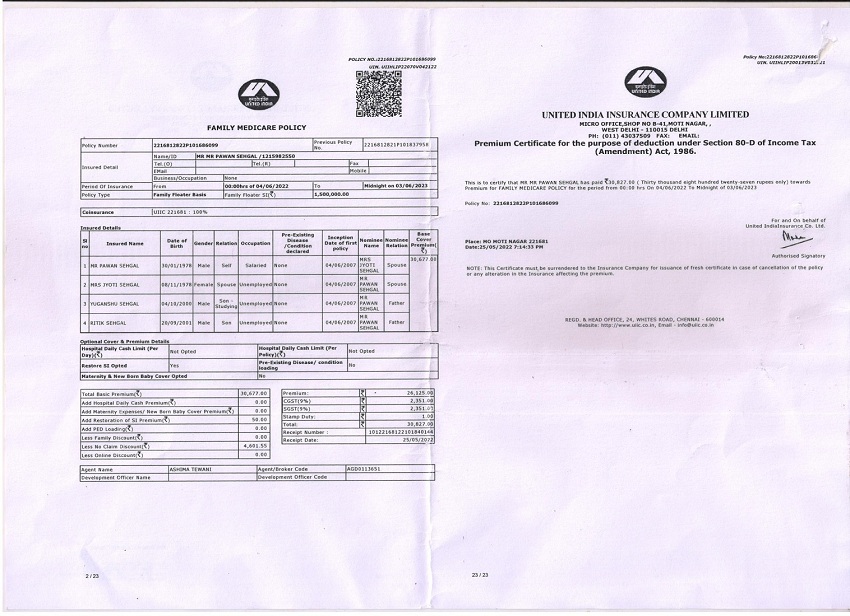 POLICY NO.:2216812822P101686099
UIN. UIIHLIP22070V042122
UNITED INDIA
FAMILY MEDICARE POLICY
Policy Number 2216812822P101686099 Previous Policy No. 2216812821P101837958
Insured Detail
Name/ID MR MR PAWAN SEHGAL /1215982550
Tel.(O) Tel.(R) Fax
EMail Mobile
Business/Occupation None
Period Of Insurance From 00:00hrs of 04/06/2022 To Midnight on 03/06/2023
Policy Type Family Floater Basis Family Floater SI(₹) 1,500,000.00
Coinsurance UIIC 221681 : 100%
Insured Details
Sl no Insured Name Date of Birth Gender Relation Occupation Pre-Existing Disease /Condition declared Inception Date of first policy Nominee Name Nominee Relation Base Cover Premium(₹)
1 MR PAWAN SEHGAL 30/01/1978 Male Self Salaried None 04/06/2007 MRS JYOTI SEHGAL Spouse 30,677.00
2 MRS JYOTI SEHGAL 08/11/1978 Female Spouse Unemployed None 04/06/2007 MR PAWAN SEHGAL Spouse
3 YUGANSHU SEHGAL 04/10/2000 Male Son - Studying Unemployed None 04/06/2007 MR PAWAN SEHGAL Father
4 RITIK SEHGAL 20/09/2001 Male Son Unemployed None 04/06/2007 MR PAWAN SEHGAL Father
Optional Cover & Premium Details
Hospital Daily Cash Limit (Per Day)(₹) Not Opted Hospital Daily Cash Limit (Per Policy)(₹) Not Opted
Restore SI Opted Yes Pre-Existing Disease/ condition loading No
Maternity & New Born Baby Cover Opted No
Total Basic Premium(₹) 30,677.00
Add Hospital Daily Cash Premium(₹) 0.00
Add Maternity Expenses/ New Born Baby Cover Premium(₹) 0.00
Add Restoration of SI Premium(₹) 50.00
Add PED Loading(₹) 0.00
Less Family Discount(₹) 0.00
Less No Claim Discount(₹) 4,601.55
Less Online Discount(₹) 0.00
Premium: ₹ 26,125.00
CGST(9%) ₹ 2,351.00
SGST(9%) ₹ 2,351.00
Stamp Duty: ₹ 1.00
Total: ₹ 30,827.00
Receipt Number : 10122168122101840144
Receipt Date: 25/05/2022
Agent Name ASHIMA TEWANI Agent/Broker Code AGD0113651
Development Officer Name Development Officer Code
2 / 23
Policy No:2216812822P101686
UNITED INDIA
UNITED INDIA INSURANCE COMPANY LIMITED
MICRO OFFICE,SHOP NO B-41,MOTI NAGAR, ,
WEST DELHI - 110015 DELHI
PH: (011) 43037509 FAX: EMAIL:
Premium Certificate for the purpose of deduction under Section 80-D of Income Tax
(Amendment) Act, 1986.
This is to certify that MR MR PAWAN SEHGAL has paid ₹30,827.00 ( Thirty thousand eight hundred twenty-seven rupees only) towards
Premium for FAMILY MEDICARE POLICY for the period from 00:00 hrs On 04/06/2022 To Midnight of 03/06/2023
Policy No: 2216812822P101686099
For and On behalf of
United IndiaInsurance Co. Ltd.
Place: MO MOTI NAGAR 221681
Date:25/05/2022 7:14:33 PM
Authorised Signatory
NOTE: This Certificate must,be surrendered to the Insurance Company for issuance of fresh certificate in case of cancellation of the policy
or any alteration in the Insurance affecting the premium.
REGD. & HEAD OFFICE, 24, WHITES ROAD, CHENNAI - 600014
Website: http://www.uiic.co.in, Email - info@uiic.co.in
23 / 23